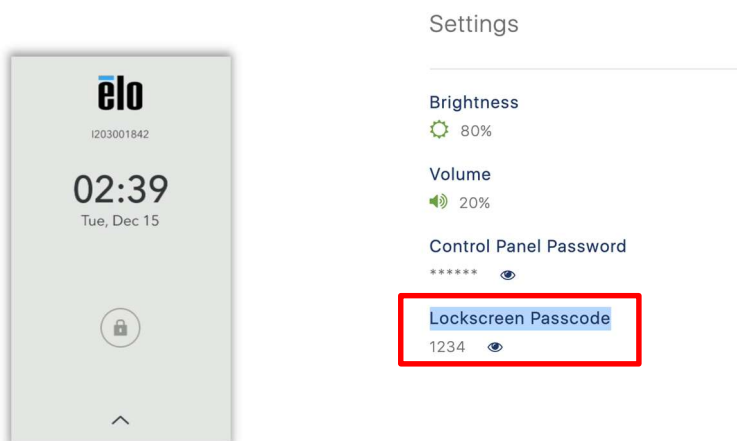 ēlo
I203001842
02:39
Tue, Dec 15
Settings
Brightness
80%
Volume
20%
Control Panel Password
******
Lockscreen Passcode
1234